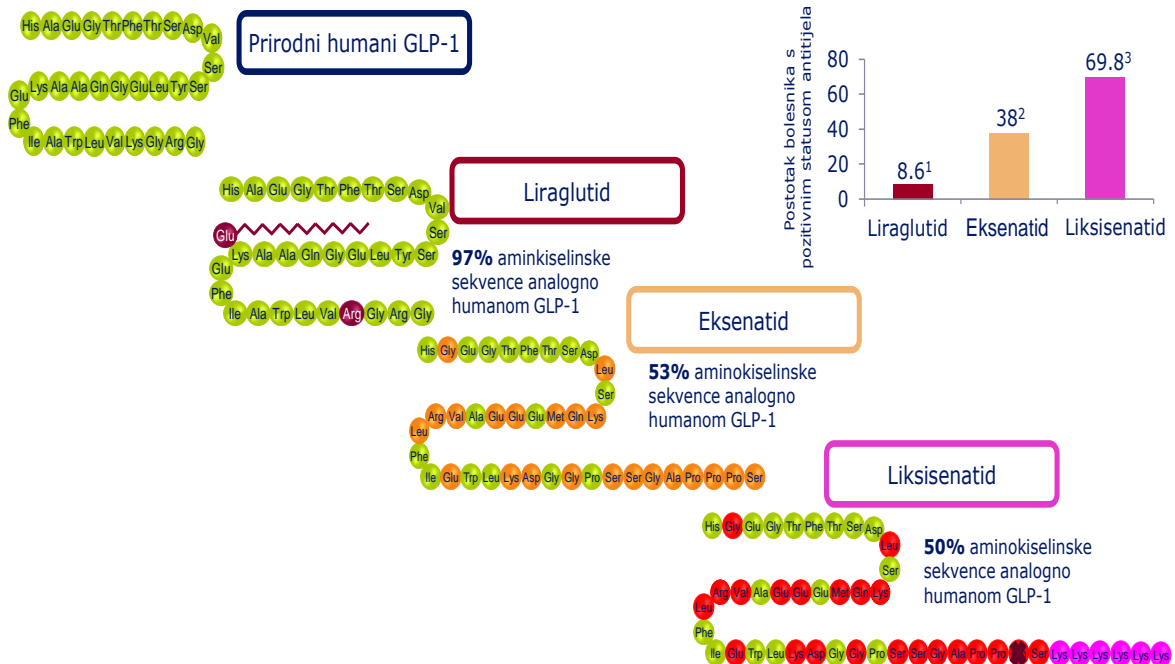 His Ala Glu Gly Thr Phe Thr Ser Asp Val
Ser
Glu Lys Ala Ala Gln Gly Glu Leu Tyr Ser
Phe
Ile Ala Trp Leu Val Lys Gly Arg Gly
Prirodni humani GLP-1
Postotak bolesnika s
pozitivnim statusom antitijela
80
60
40
20
0
8.6¹
38²
69.8³
Liraglutid Eksenatid Liksisenatid
His Ala Glu Gly Thr Phe Thr Ser Asp
Val
Ser
Glu
Lys Ala Ala Gln Gly Glu Leu Tyr Ser
Glu
Phe
Ile Ala Trp Leu Val Arg Gly Arg Gly
Liraglutid
97% aminkiselinske
sekvence analogno
humanom GLP-1
His Gly Glu Gly Thr Phe Thr Ser Asp
Leu
Ser
Arg Val Ala Glu Glu Glu Met Gln Lys
Leu
Phe
Ile Glu Trp Leu Lys Asp Gly Gly Pro Ser Ser Gly Ala Pro Pro Pro Ser
Eksenatid
53% aminokiselinske
sekvence analogno
humanom GLP-1
Liksisenatid
His Gly Glu Gly Thr Phe Thr Ser Asp
Leu
Ser
Arg Val Ala Glu Glu Glu Met Gln Lys
Leu
Phe
Ile Glu Trp Leu Lys Asp Gly Gly Pro Ser Ser Gly Ala Pro Pro Ser Lys Lys Lys Lys Lys Lys
50% aminokiselinske
sekvence analogno
humanom GLP-1